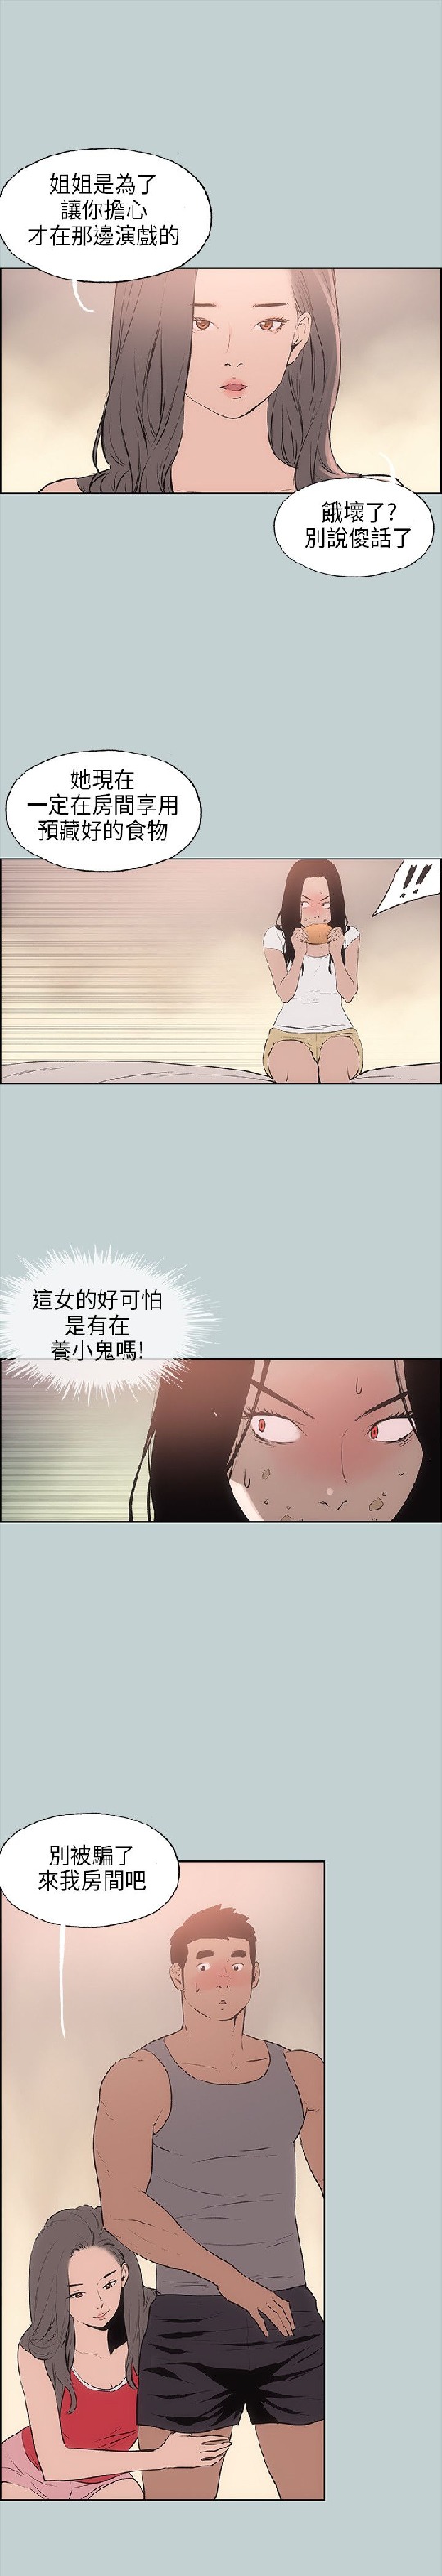 姐姐是為了
讓你擔心
才在那邊演戲的
餓壞了?
別說傻話了
她現在
一定在房間享用
預藏好的食物
!!
這女的好可怕
是有在
養小鬼嗎!
別被騙了
來我房間吧